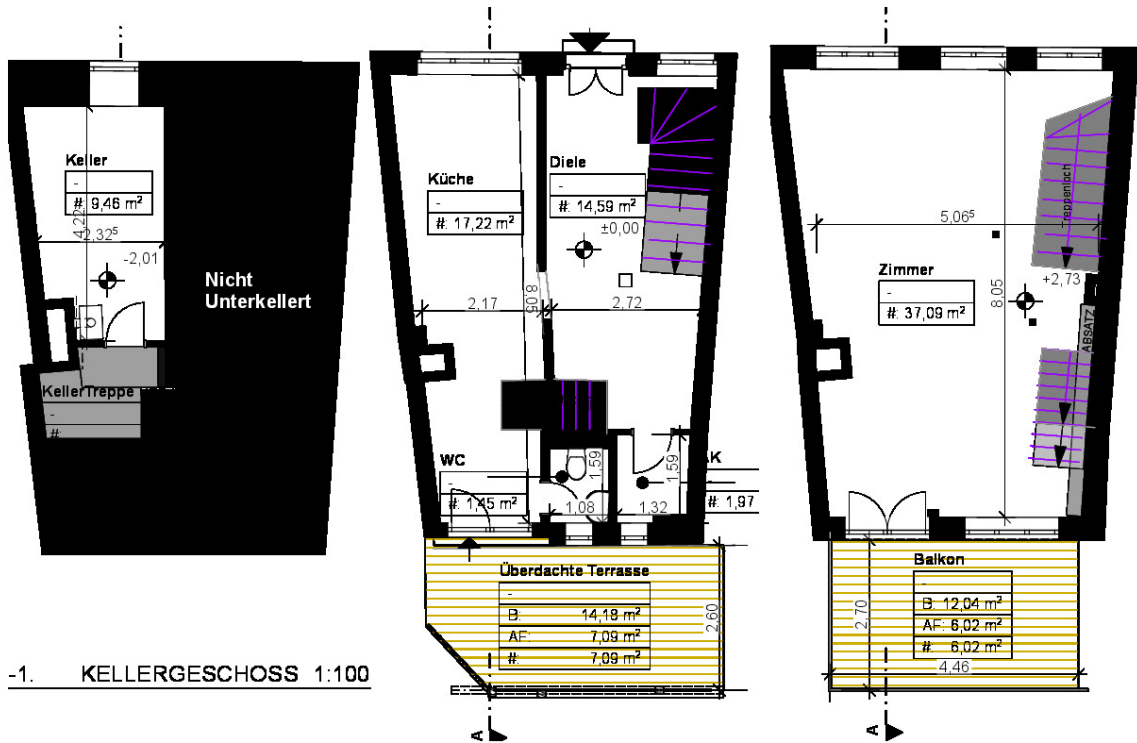 Keller
-
#: 9,46 m²
4,22
2,32⁵
-2,01
Nicht
Unterkellert
KellerTreppe
-
#:
-1. KELLERGESCHOSS 1:100
Küche
-
#: 17,22 m²
Diele
-
#: 14,59 m²
±0,00
8,05
2,17
2,72
WC
-
#: 1,45 m²
1,59
1,08
1,59
1,32
AK
-
#: 1,97
Überdachte Terrasse
-
B: 14,18 m²
AF: 7,09 m²
#: 7,09 m²
2,60
A
Treppenloch
5,06⁵
+2,73
Zimmer
-
#: 37,09 m²
8,05
ABSATZ
Balkon
-
B: 12,04 m²
AF: 6,02 m²
#: 6,02 m²
2,70
4,46
A